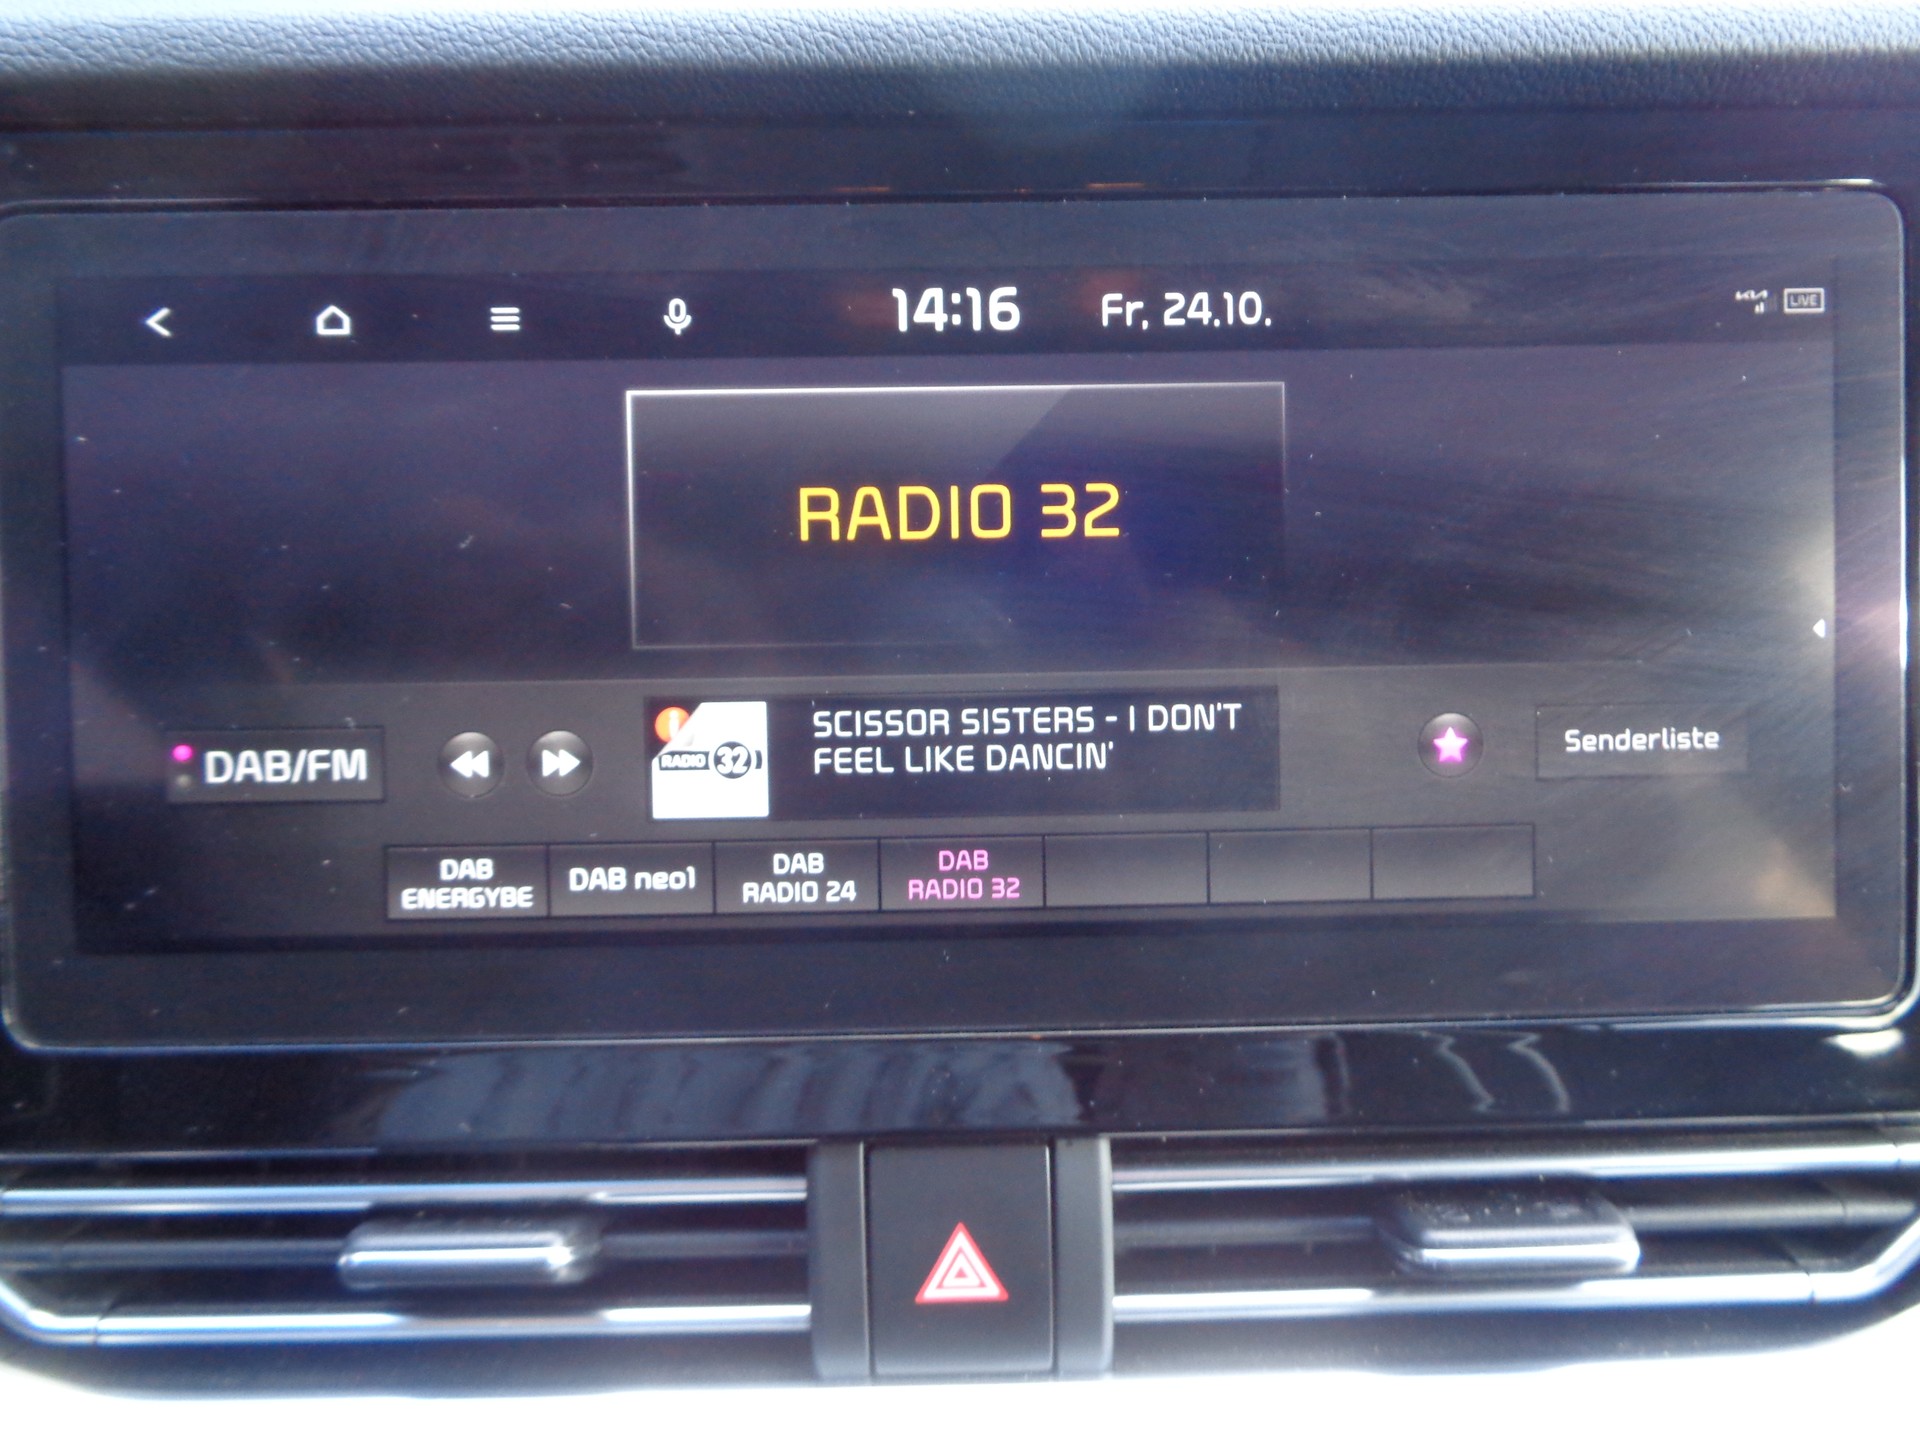 14:16 Fr, 24.10.
KIA LIVE
RADIO 32
DAB/FM
RADIO 32
SCISSOR SISTERS - I DON'T
FEEL LIKE DANCIN'
Senderliste
DAB
ENERGYBE
DAB neo1
DAB
RADIO 24
DAB
RADIO 32